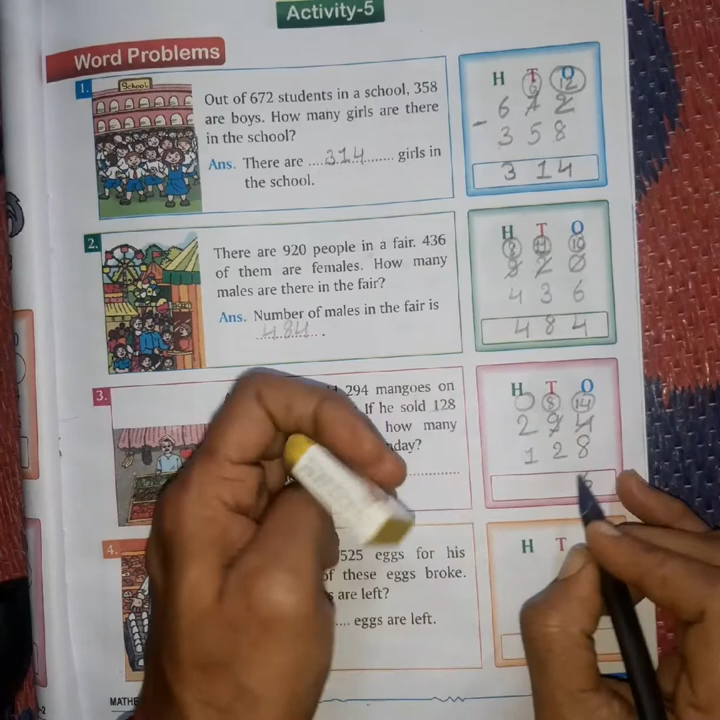 Activity-5
Word Problems
1.
School
Out of 672 students in a school, 358
are boys. How many girls are there
in the school?
Ans. There are ....314........ girls in
the school.
H T O
6 12
6 7 2
- 3 5 8
3 1 4
2.
There are 920 people in a fair. 436
of them are females. How many
males are there in the fair?
Ans. Number of males in the fair is
484 .
H T O
8 11 10
9 2 0
4 3 6
4 8 4
3.
294 mangoes on
If he sold 128
how many
H T O
8 14
2 9 4
1 2 8
6
4.
525 eggs for his
of these eggs broke.
are left?
.... eggs are left.
H T
MATHE